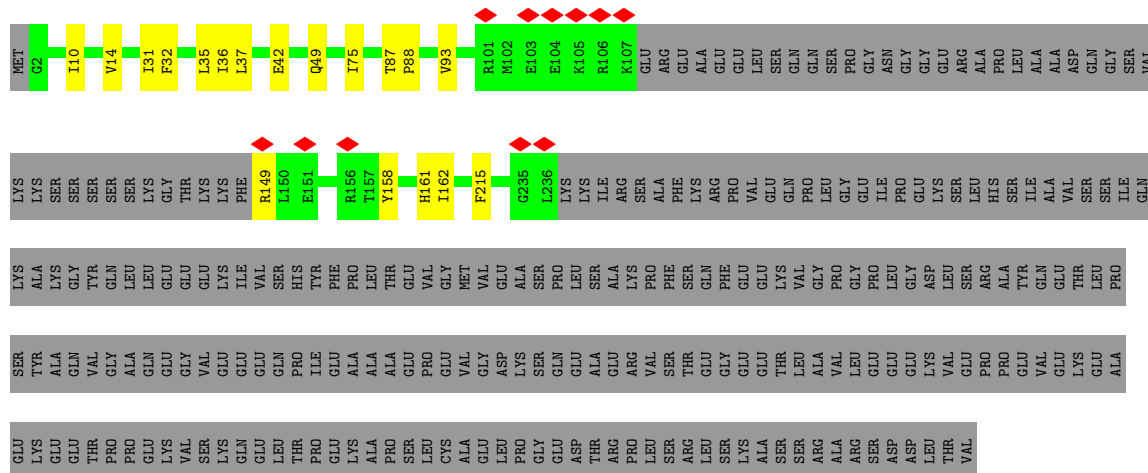 MET G2 I10 V14 I31 F32 L35 I36 L37 E42 Q49 I75 T87 P88 V93 R101 M102 E103 E104 K105 R106 K107 GLU ARG GLU ALA GLU GLU LEU SER GLN GLN SER PRO GLY ASN GLY GLY GLU ARG ALA PRO LEU ALA ALA ASP GLN GLY SER VAL
LYS LYS SER SER SER SER SER LYS GLY THR LYS LYS PHE R149 L150 E151 R156 T157 Y158 H161 I162 F215 G235 L236 LYS LYS ILE ARG SER ALA PHE LYS ARG PRO VAL GLU GLN PRO LEU GLY GLU ILE PRO GLU LYS SER LEU HIS SER ILE ALA VAL SER SER ILE GLN
LYS ALA LYS GLY TYR GLN LEU LEU GLU GLU GLU LYS ILE VAL SER HIS TYR PHE PRO LEU THR GLU VAL GLY MET VAL GLU ALA SER PRO LEU SER ALA LYS PRO PHE SER GLN PHE GLU GLU LYS VAL GLY PRO GLY PRO LEU GLY ASP LEU SER ARG ALA TYR GLN GLU THR LEU PRO
SER TYR ALA GLN VAL GLY ALA GLN GLU GLY VAL GLU GLU GLU GLN PRO ILE GLU ALA ALA ALA GLU PRO GLU VAL GLY ASP LYS SER GLN GLU ALA GLU ARG VAL SER THR GLU GLY GLU GLU THR LEU ALA VAL LEU GLU GLU GLU LYS VAL GLU PRO PRO GLU VAL GLU LYS GLU ALA
GLU LYS GLU GLU THR PRO PRO GLU LYS VAL SER LYS GLN GLU LEU THR PRO GLU LYS ALA PRO SER LEU CYS ALA GLU LEU PRO GLY GLU ASP THR ARG PRO LEU SER ARG LEU SER LYS ALA SER SER ARG ALA ARG SER ASP ASP LEU THR VAL